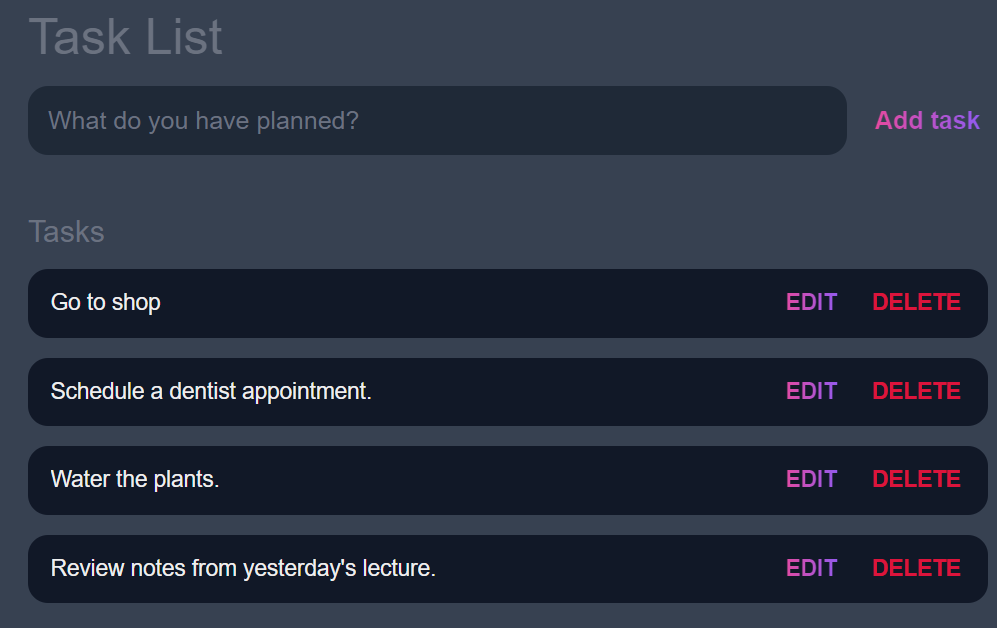 Task List
What do you have planned?
Add task
Tasks
Go to shop EDIT DELETE
Schedule a dentist appointment. EDIT DELETE
Water the plants. EDIT DELETE
Review notes from yesterday's lecture. EDIT DELETE